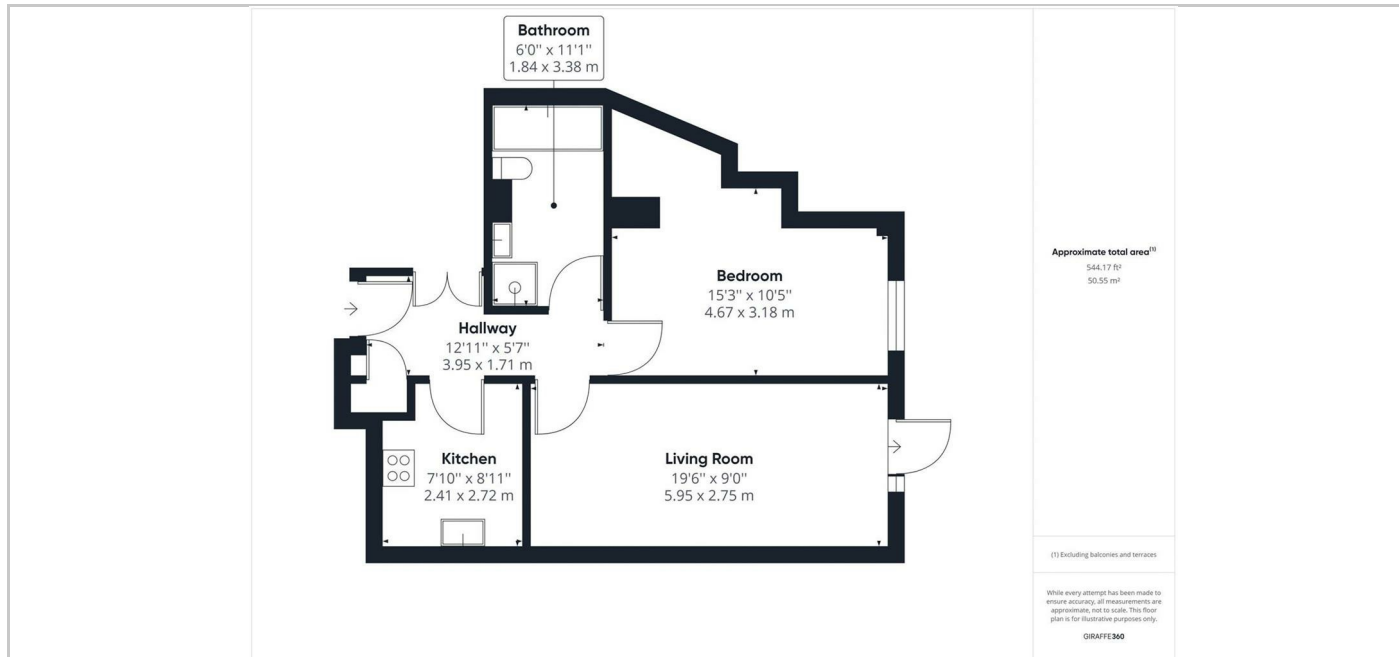 Bathroom
6'0'' x 11'1''
1.84 x 3.38 m
Bedroom
15'3'' x 10'5''
4.67 x 3.18 m
Hallway
12'11'' x 5'7''
3.95 x 1.71 m
Kitchen
7'10'' x 8'11''
2.41 x 2.72 m
Living Room
19'6'' x 9'0''
5.95 x 2.75 m
Approximate total area(1)
544.17 ft²
50.55 m²
(1) Excluding balconies and terraces
While every attempt has been made to
ensure accuracy, all measurements are
approximate, not to scale. This floor
plan is for illustrative purposes only.
GIRAFFE360